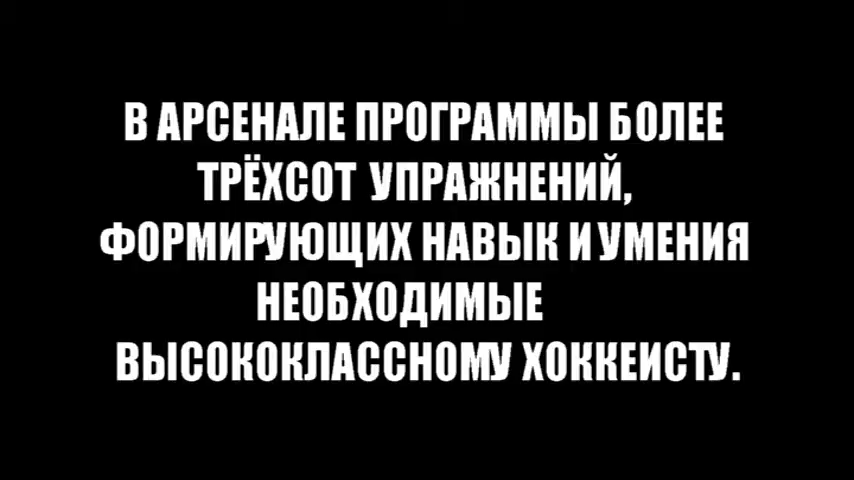 В АРСЕНАЛЕ ПРОГРАММЫ БОЛЕЕ
ТРЁХСОТ УПРАЖНЕНИЙ,
ФОРМИРУЮЩИХ НАВЫК И УМЕНИЯ
НЕОБХОДИМЫЕ
ВЫСОКОКЛАССНОМУ ХОККЕИСТУ.